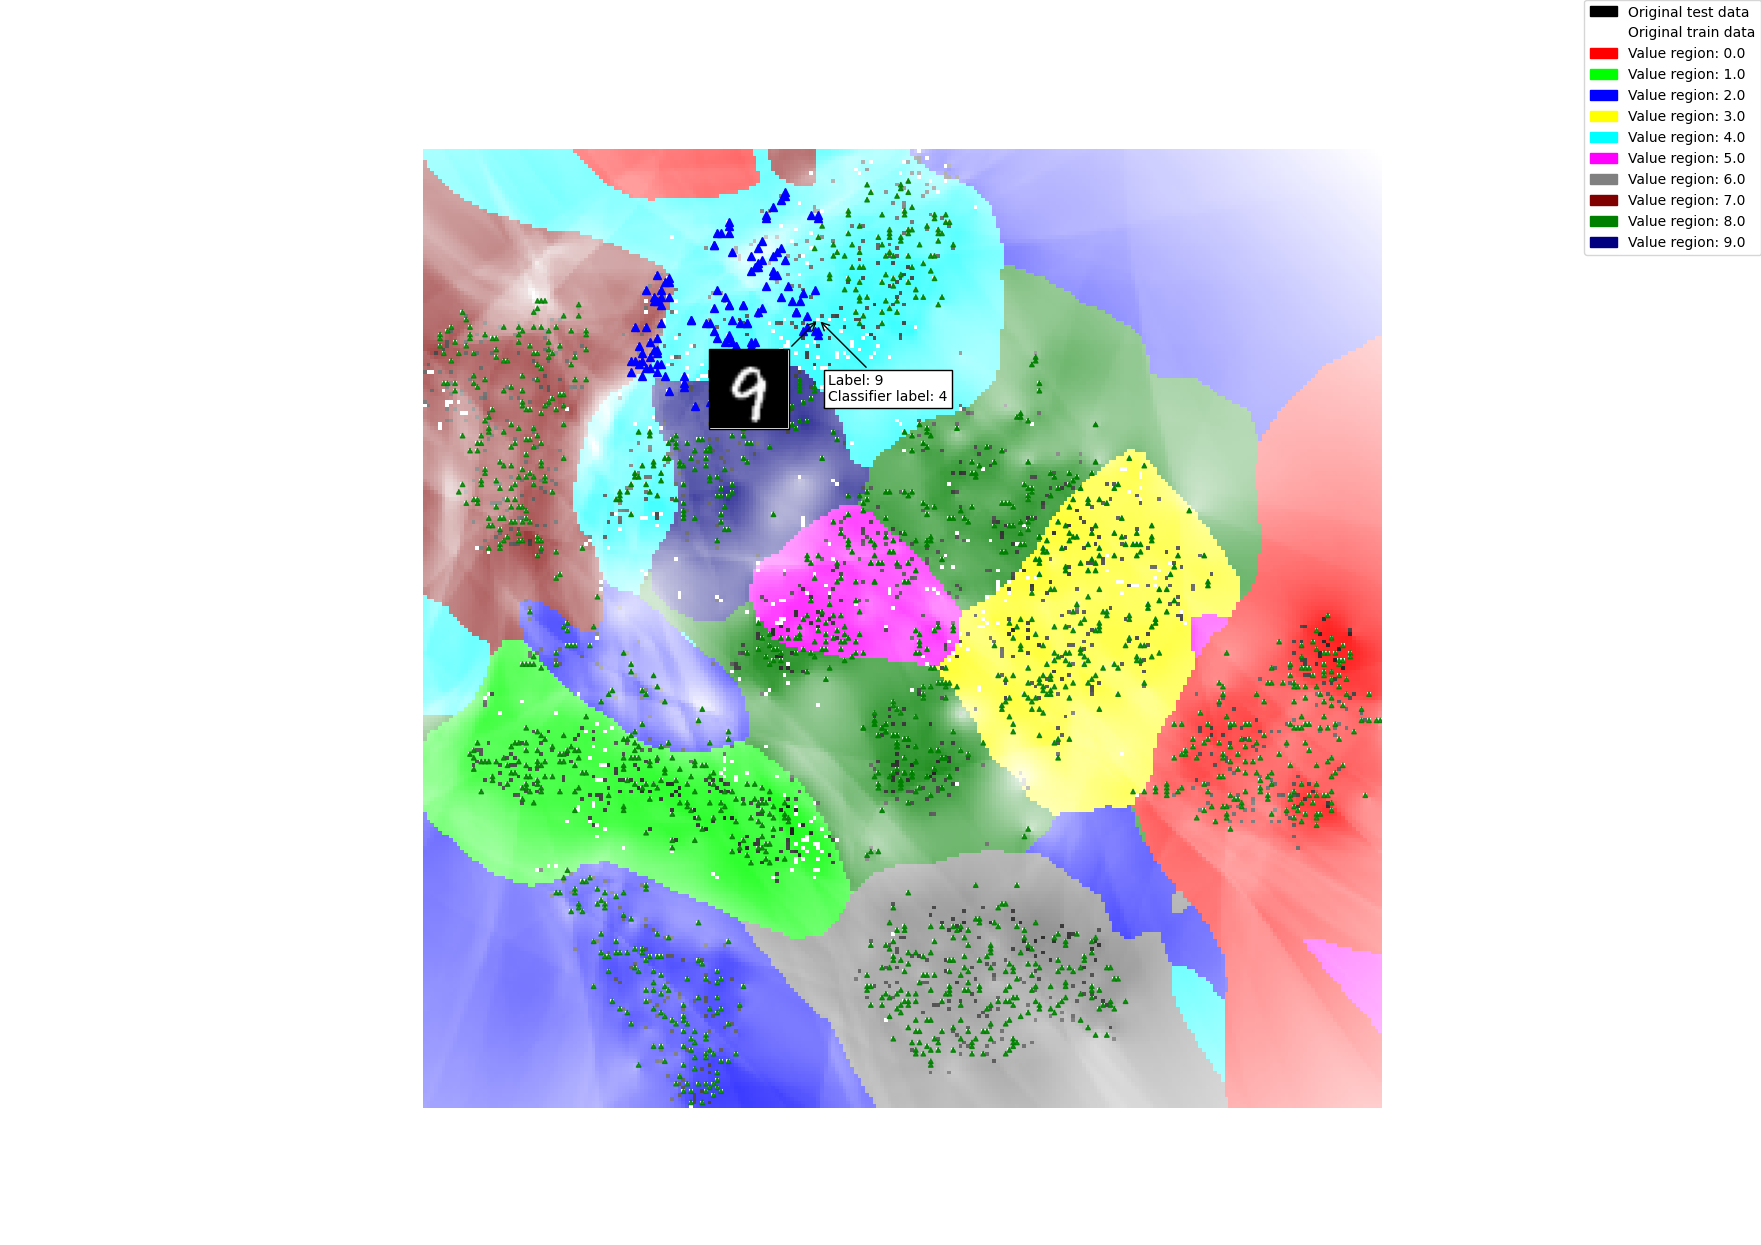 Original test data
Original train data
Value region: 0.0
Value region: 1.0
Value region: 2.0
Value region: 3.0
Value region: 4.0
Value region: 5.0
Value region: 6.0
Value region: 7.0
Value region: 8.0
Value region: 9.0
9
Label: 9
Classifier label: 4